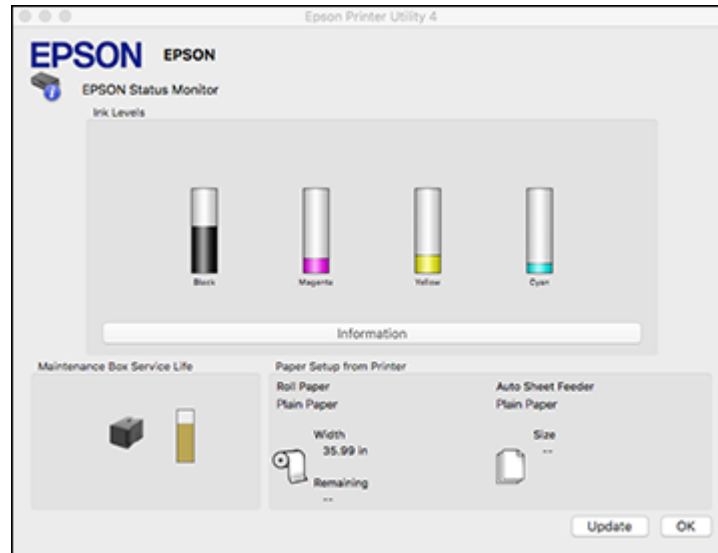 Epson Printer Utility 4
EPSON EPSON
EPSON Status Monitor
Ink Levels
Black Magenta Yellow Cyan
Information
Maintenance Box Service Life
Paper Setup from Printer
Roll Paper
Plain Paper
Width
35.99 in
Remaining
--
Auto Sheet Feeder
Plain Paper
Size
--
Update OK